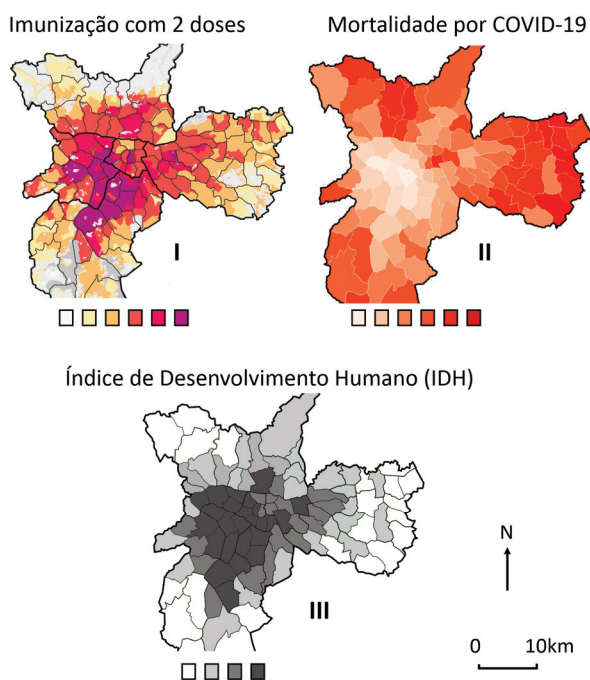 Imunização com 2 doses
Mortalidade por COVID-19
I
II
Índice de Desenvolvimento Humano (IDH)
III
N
0 10km